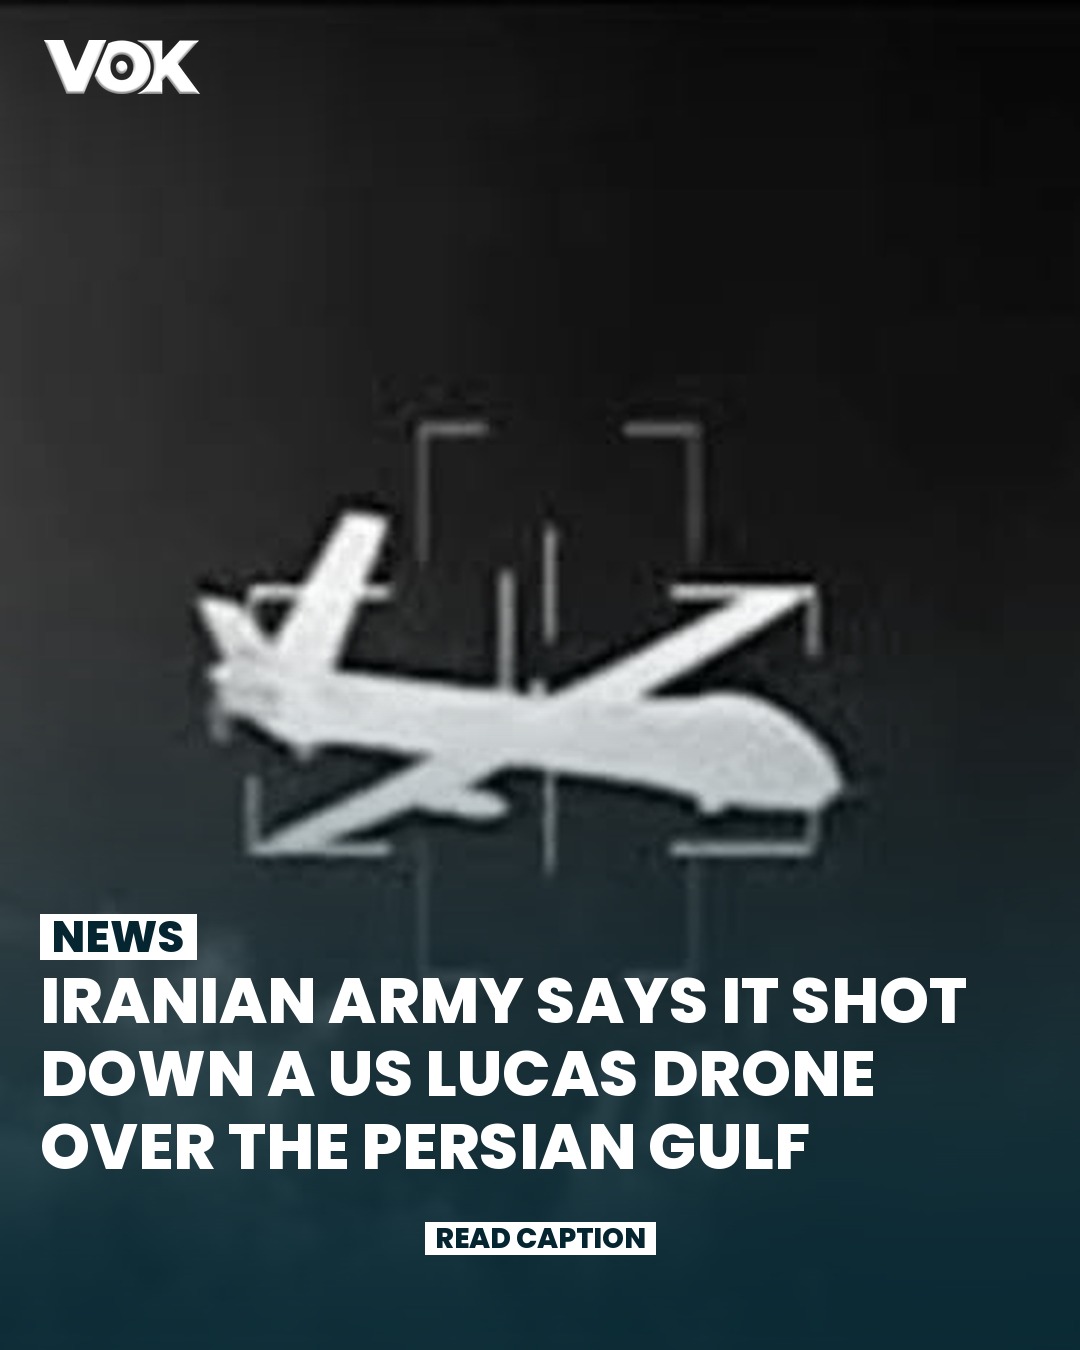 VOK
NEWS
IRANIAN ARMY SAYS IT SHOT
DOWN A US LUCAS DRONE
OVER THE PERSIAN GULF
READ CAPTION